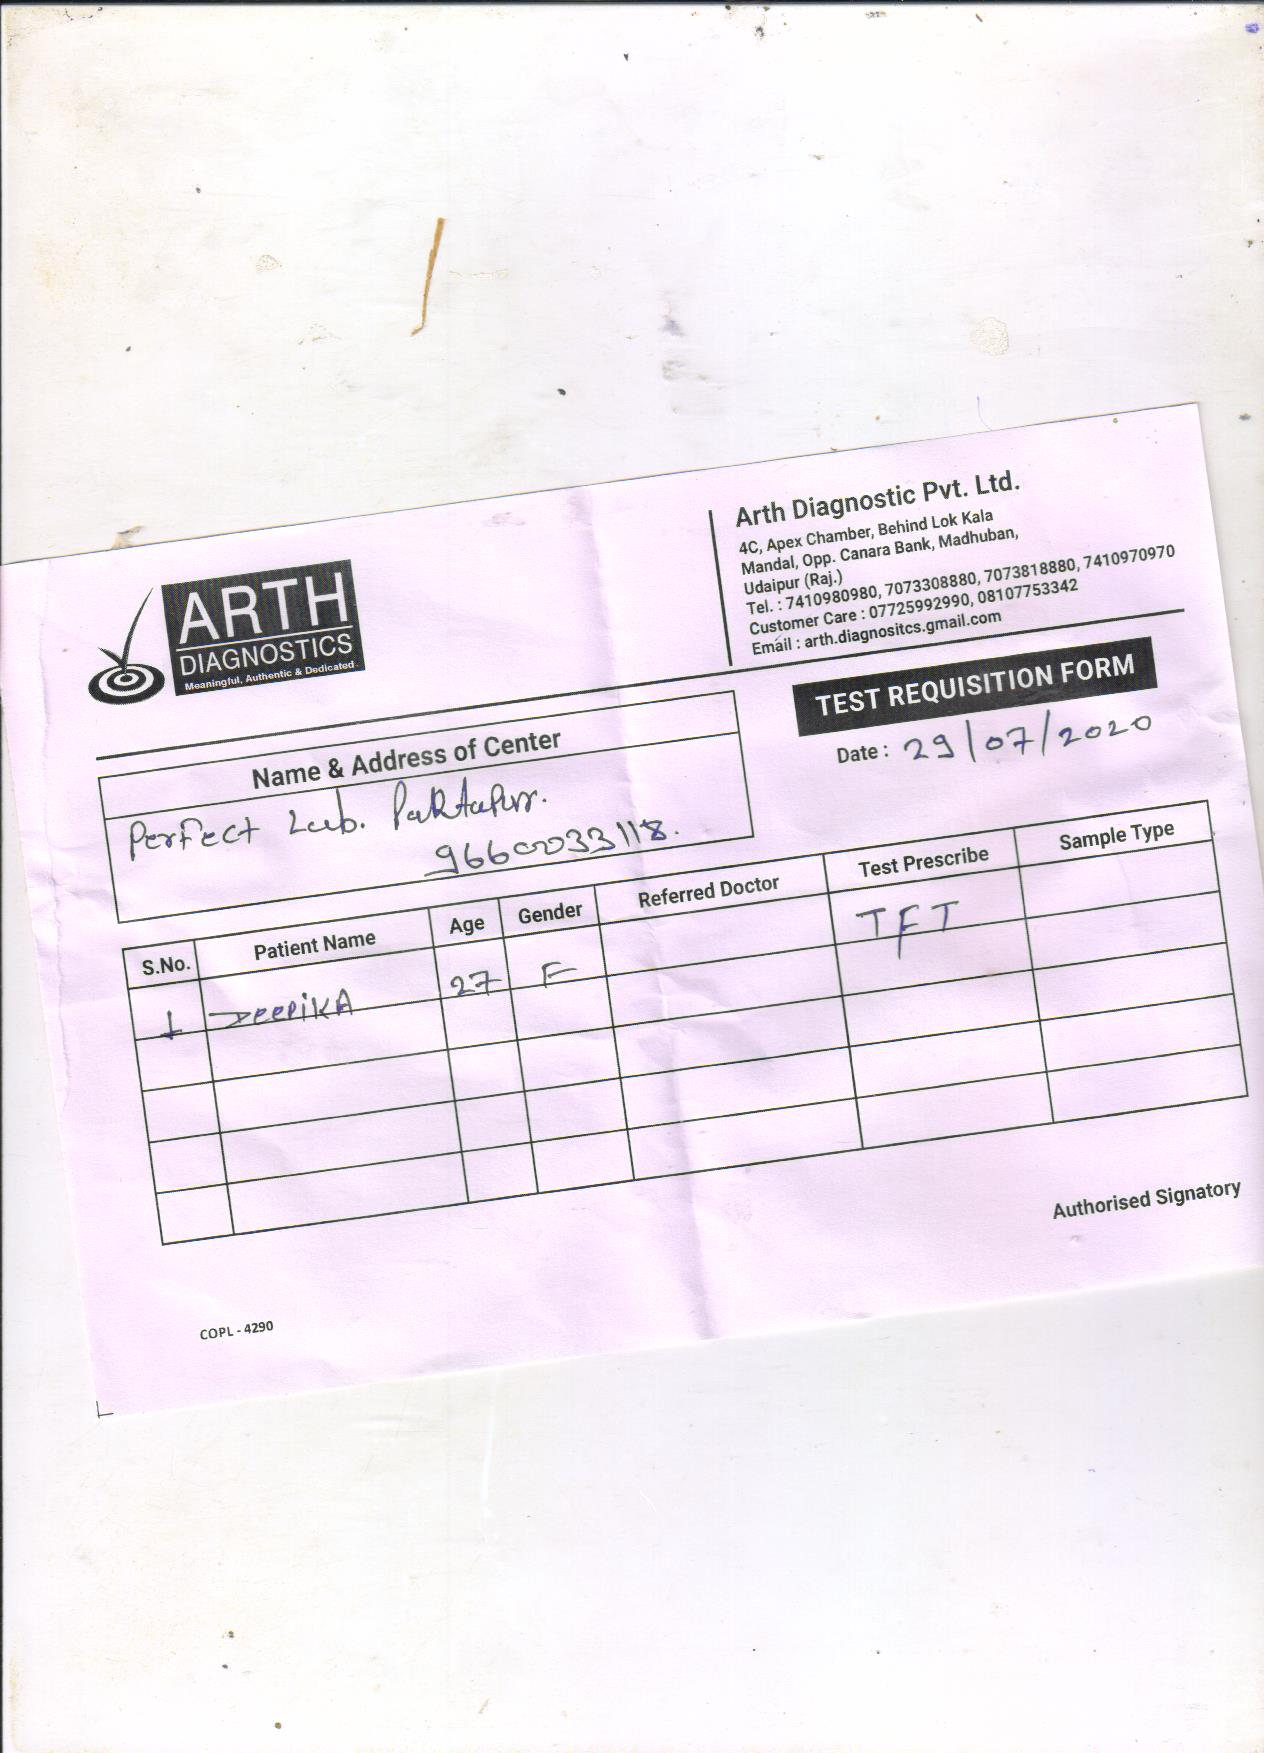 ARTH
DIAGNOSTICS
Meaningful, Authentic & Dedicated.
Arth Diagnostic Pvt. Ltd.
4C, Apex Chamber, Behind Lok Kala
Mandal, Opp. Canara Bank, Madhuban,
Udaipur (Raj.)
Tel. : 7410980980, 7073308880, 7073818880, 7410970970
Customer Care : 07725992990, 08107753342
Email : arth.diagnositcs.gmail.com
TEST REQUISITION FORM
Date : 29/07/2020
Name & Address of Center
Perfect Lab.
9660033118.
S.No. Patient Name Age Gender Referred Doctor Test Prescribe Sample Type
1 DEEPIKA 27 F TFT
Authorised Signatory
COPL - 4290